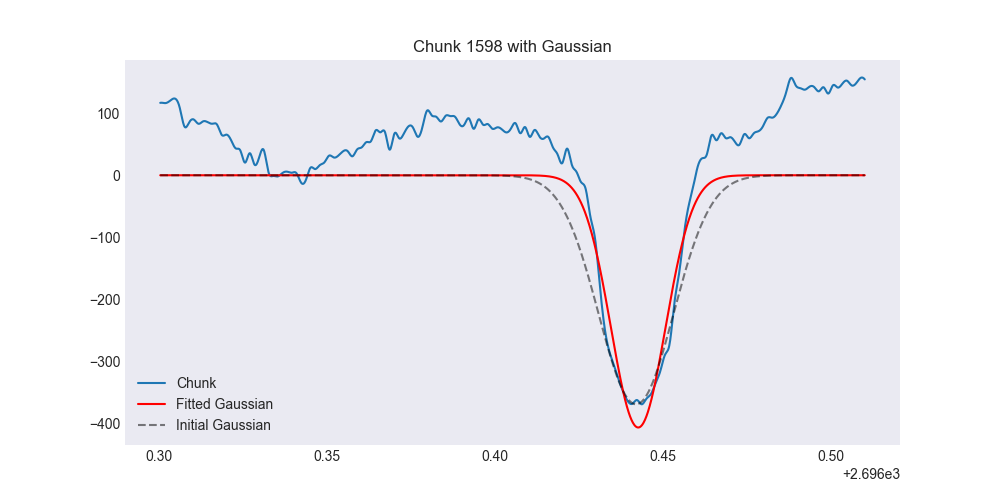 Chunk 1598 with Gaussian
100
0
−100
−200
−300
−400
Chunk
Fitted Gaussian
Initial Gaussian
0.30 0.35 0.40 0.45 0.50
+2.696e3